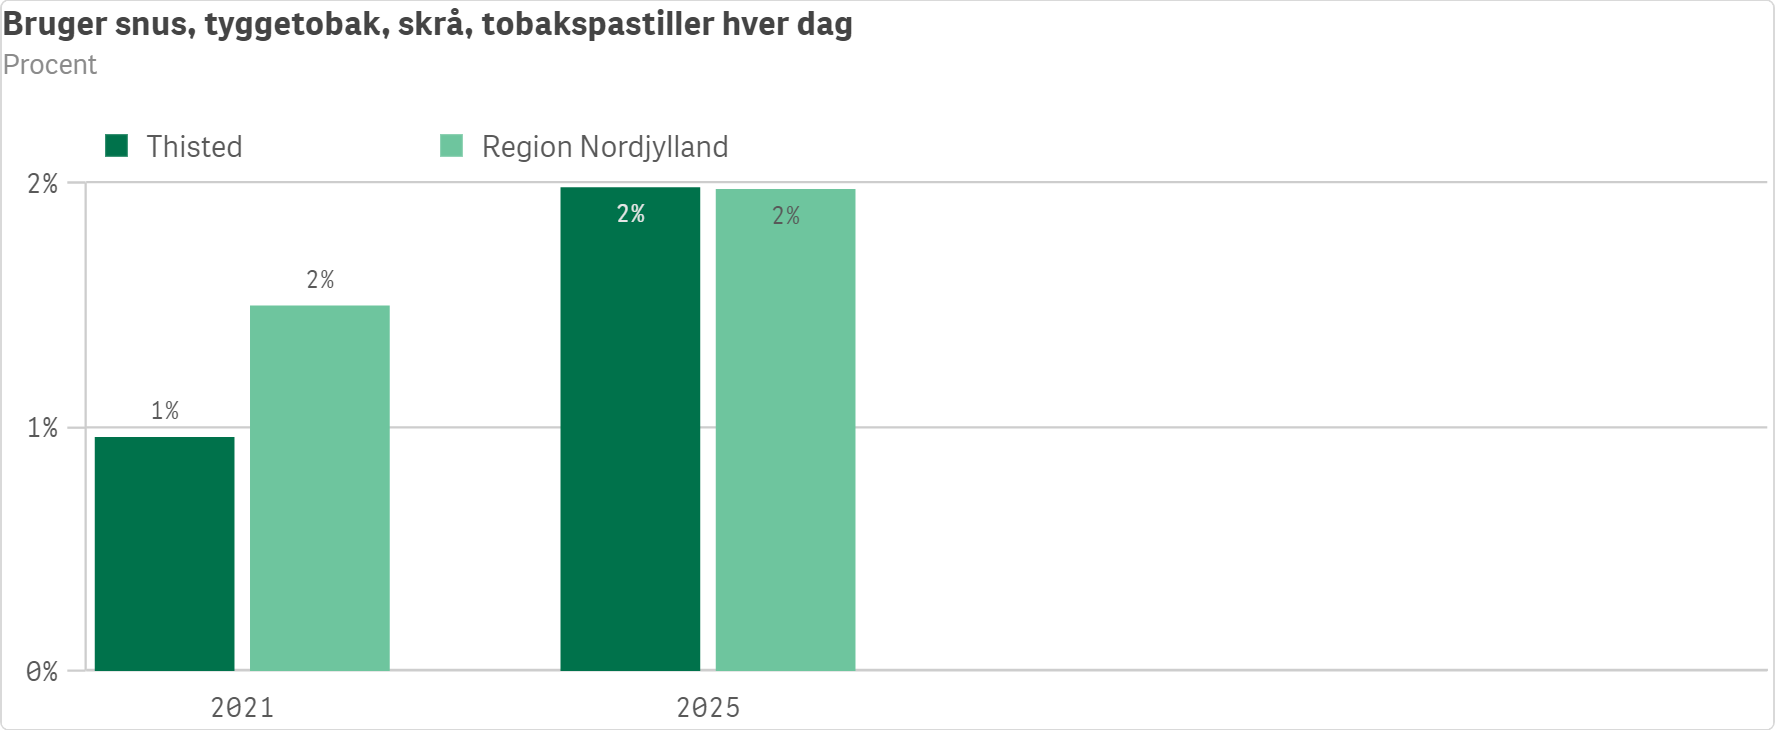 Bruger snus, tyggetobak, skrå, tobakspastiller hver dag
Procent
Thisted Region Nordjylland
2%
2% 2%
2%
1%
1%
0%
2021 2025